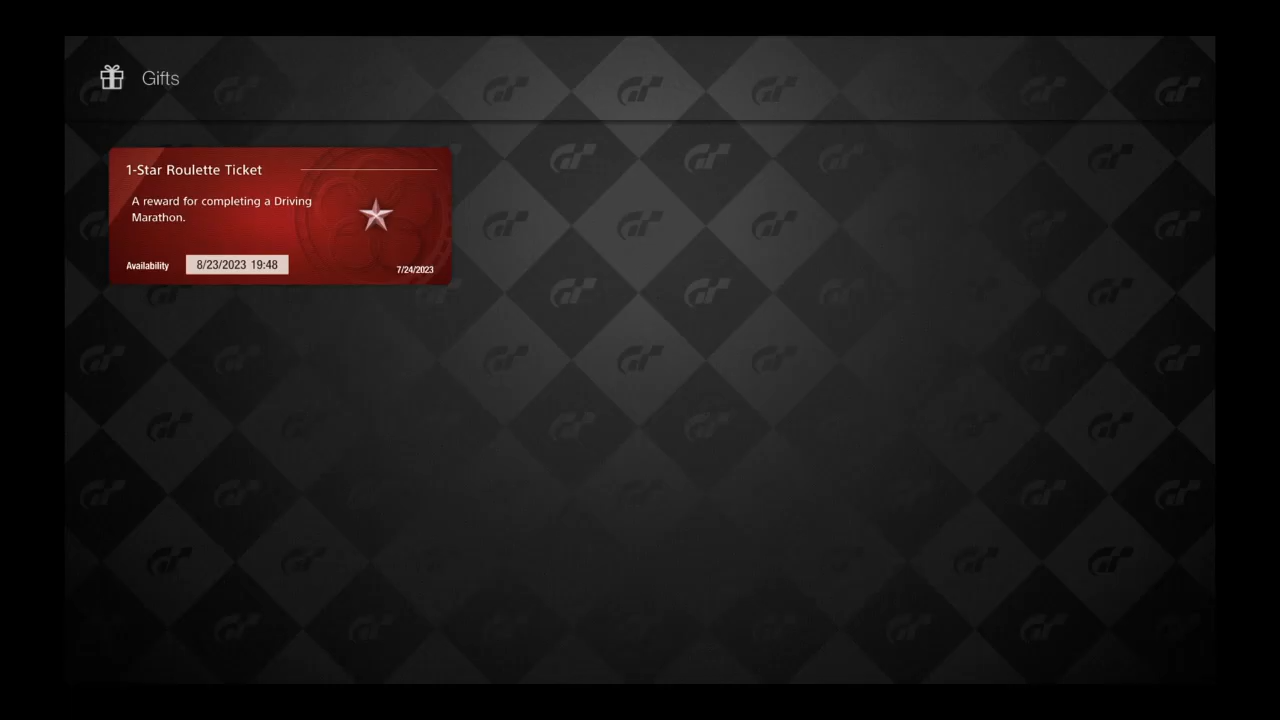 Gifts
1-Star Roulette Ticket
A reward for completing a Driving
Marathon.
Availability 8/23/2023 19:48
7/24/2023